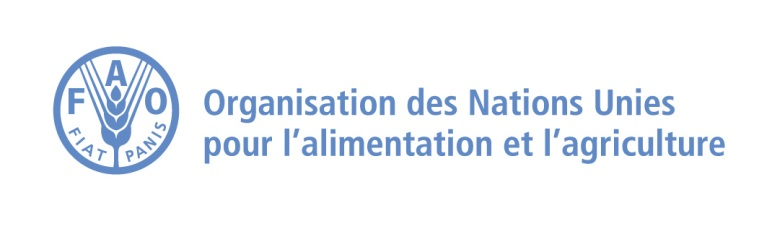 F A O
FIAT PANIS
Organisation des Nations Unies
pour l’alimentation et l’agriculture